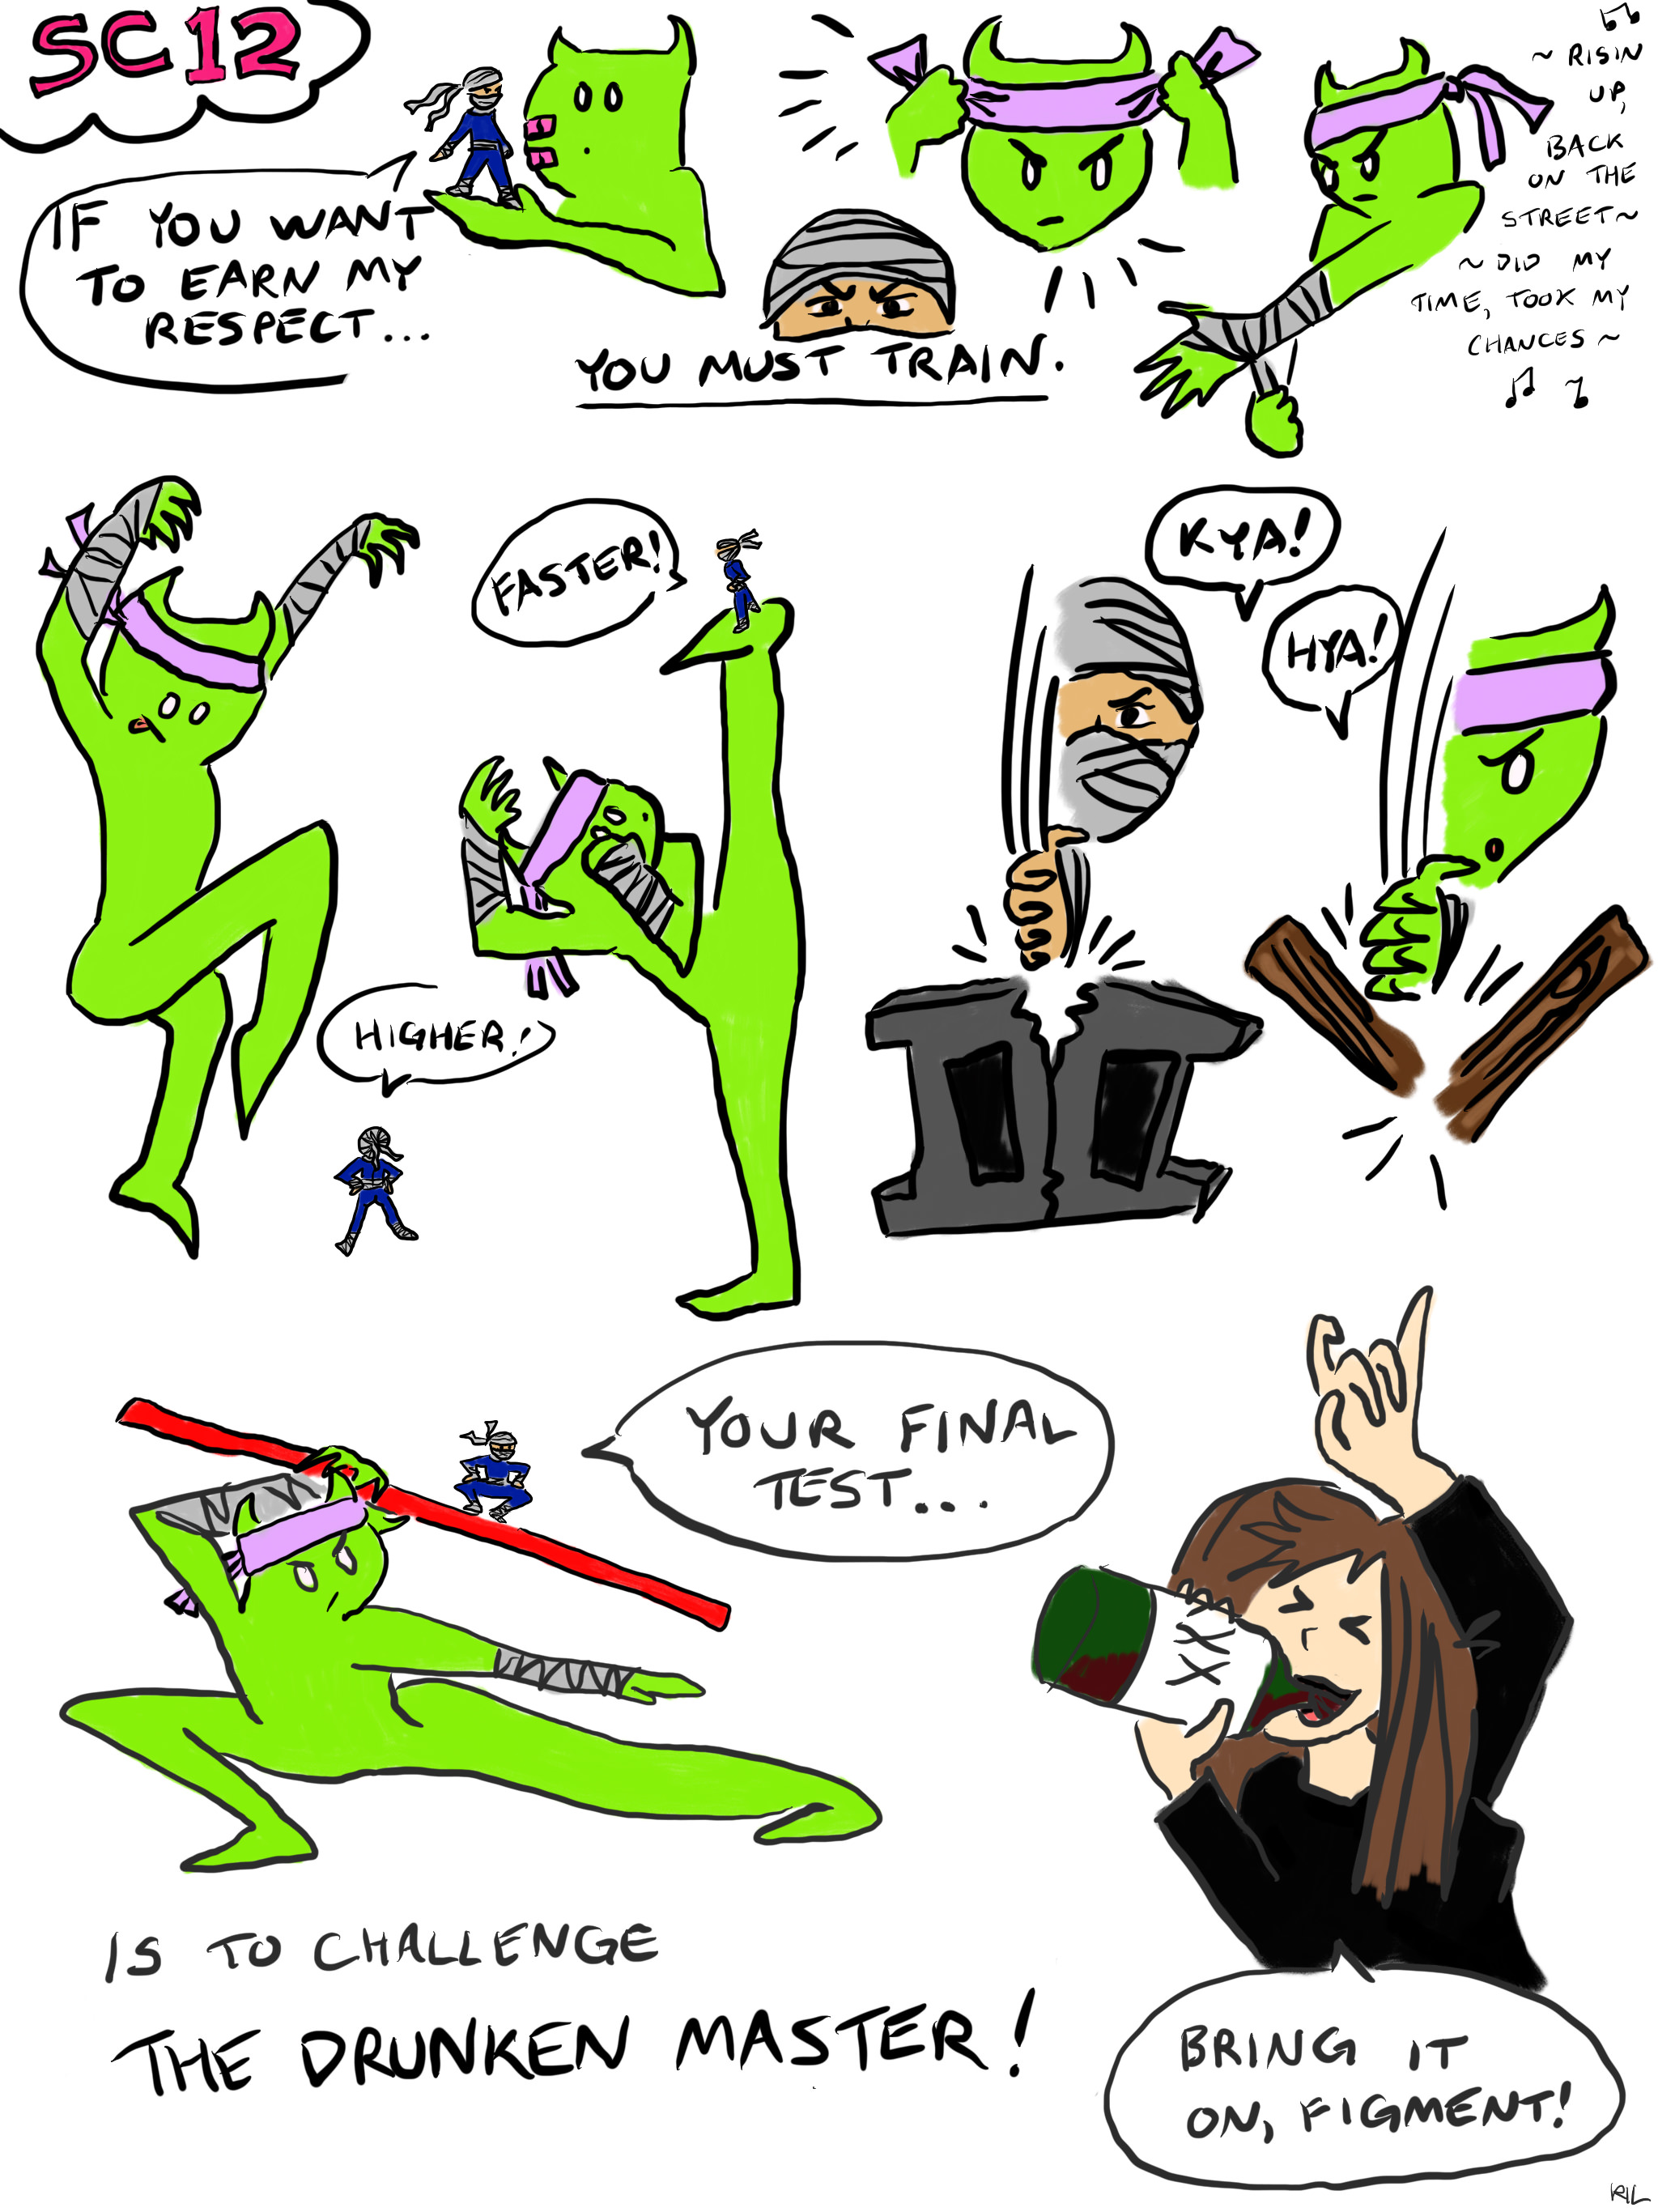 SC12
IF YOU WANT
TO EARN MY
RESPECT...
YOU MUST TRAIN.
~ RISIN
UP,
BACK
ON THE
STREET~
~ DID MY
TIME, TOOK MY
CHANCES ~
FASTER!
HIGHER!
KYA!
HYA!
YOUR FINAL
TEST...
IS TO CHALLENGE
THE DRUNKEN MASTER!
XX
XX
BRING IT
ON, FIGMENT!